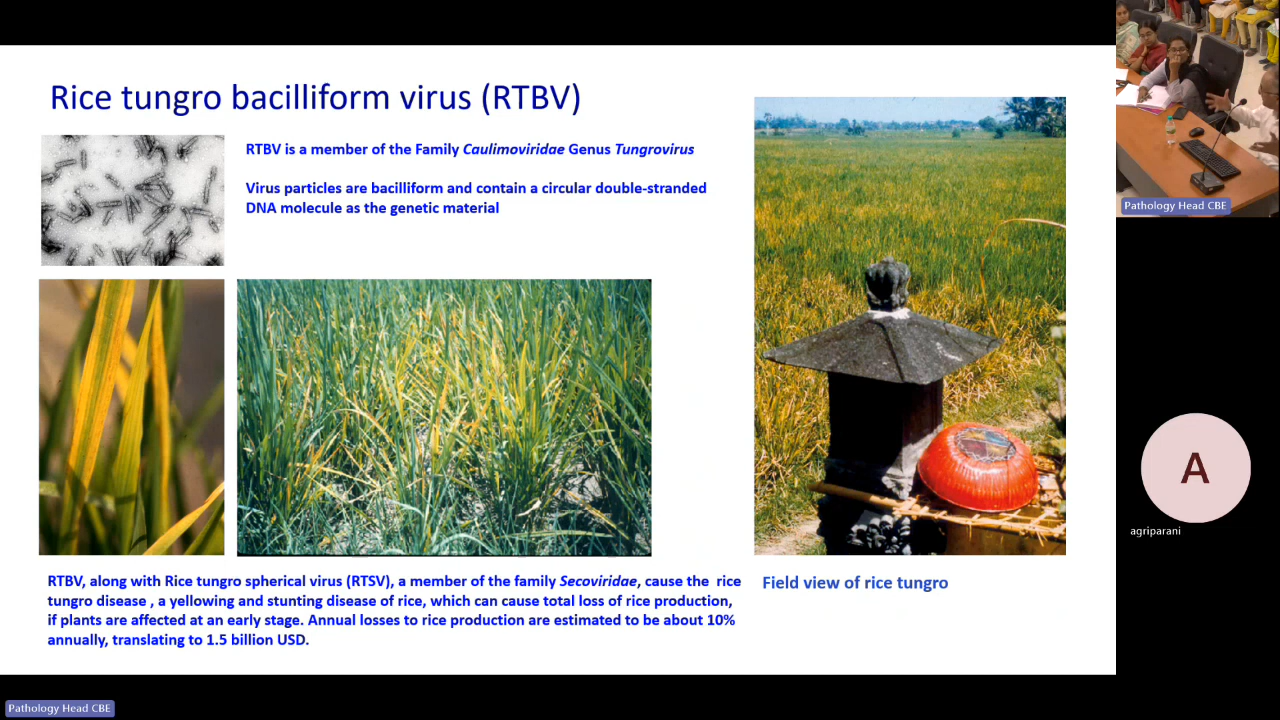 Rice tungro bacilliform virus (RTBV)
RTBV is a member of the Family Caulimoviridae Genus Tungrovirus
Virus particles are bacilliform and contain a circular double-stranded
DNA molecule as the genetic material
RTBV, along with Rice tungro spherical virus (RTSV), a member of the family Secoviridae, cause the rice
tungro disease , a yellowing and stunting disease of rice, which can cause total loss of rice production,
if plants are affected at an early stage. Annual losses to rice production are estimated to be about 10%
annually, translating to 1.5 billion USD.
Field view of rice tungro
Pathology Head CBE
A
agriparani
Pathology Head CBE